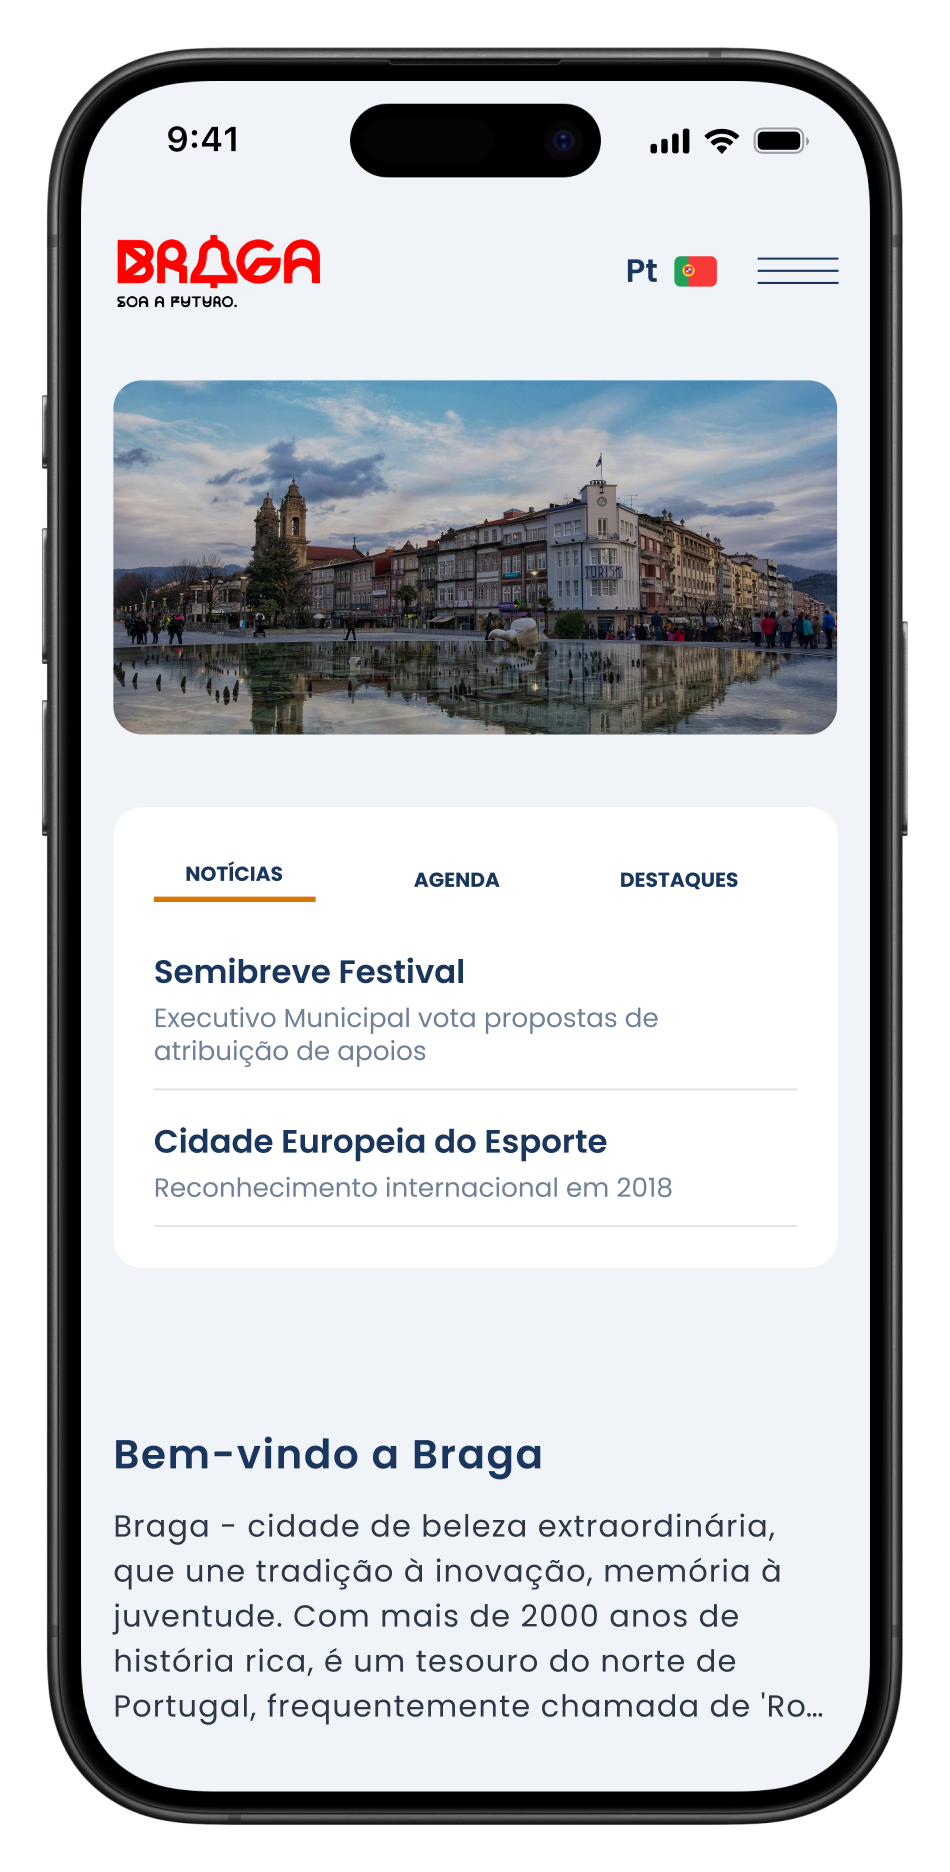 9:41
BRAGA
SOA A FUTURO.
Pt
TURISM
NOTÍCIAS
AGENDA
DESTAQUES
Semibreve Festival
Executivo Municipal vota propostas de
atribuição de apoios
Cidade Europeia do Esporte
Reconhecimento internacional em 2018
Bem-vindo a Braga
Braga - cidade de beleza extraordinária,
que une tradição à inovação, memória à
juventude. Com mais de 2000 anos de
história rica, é um tesouro do norte de
Portugal, frequentemente chamada de 'Ro...